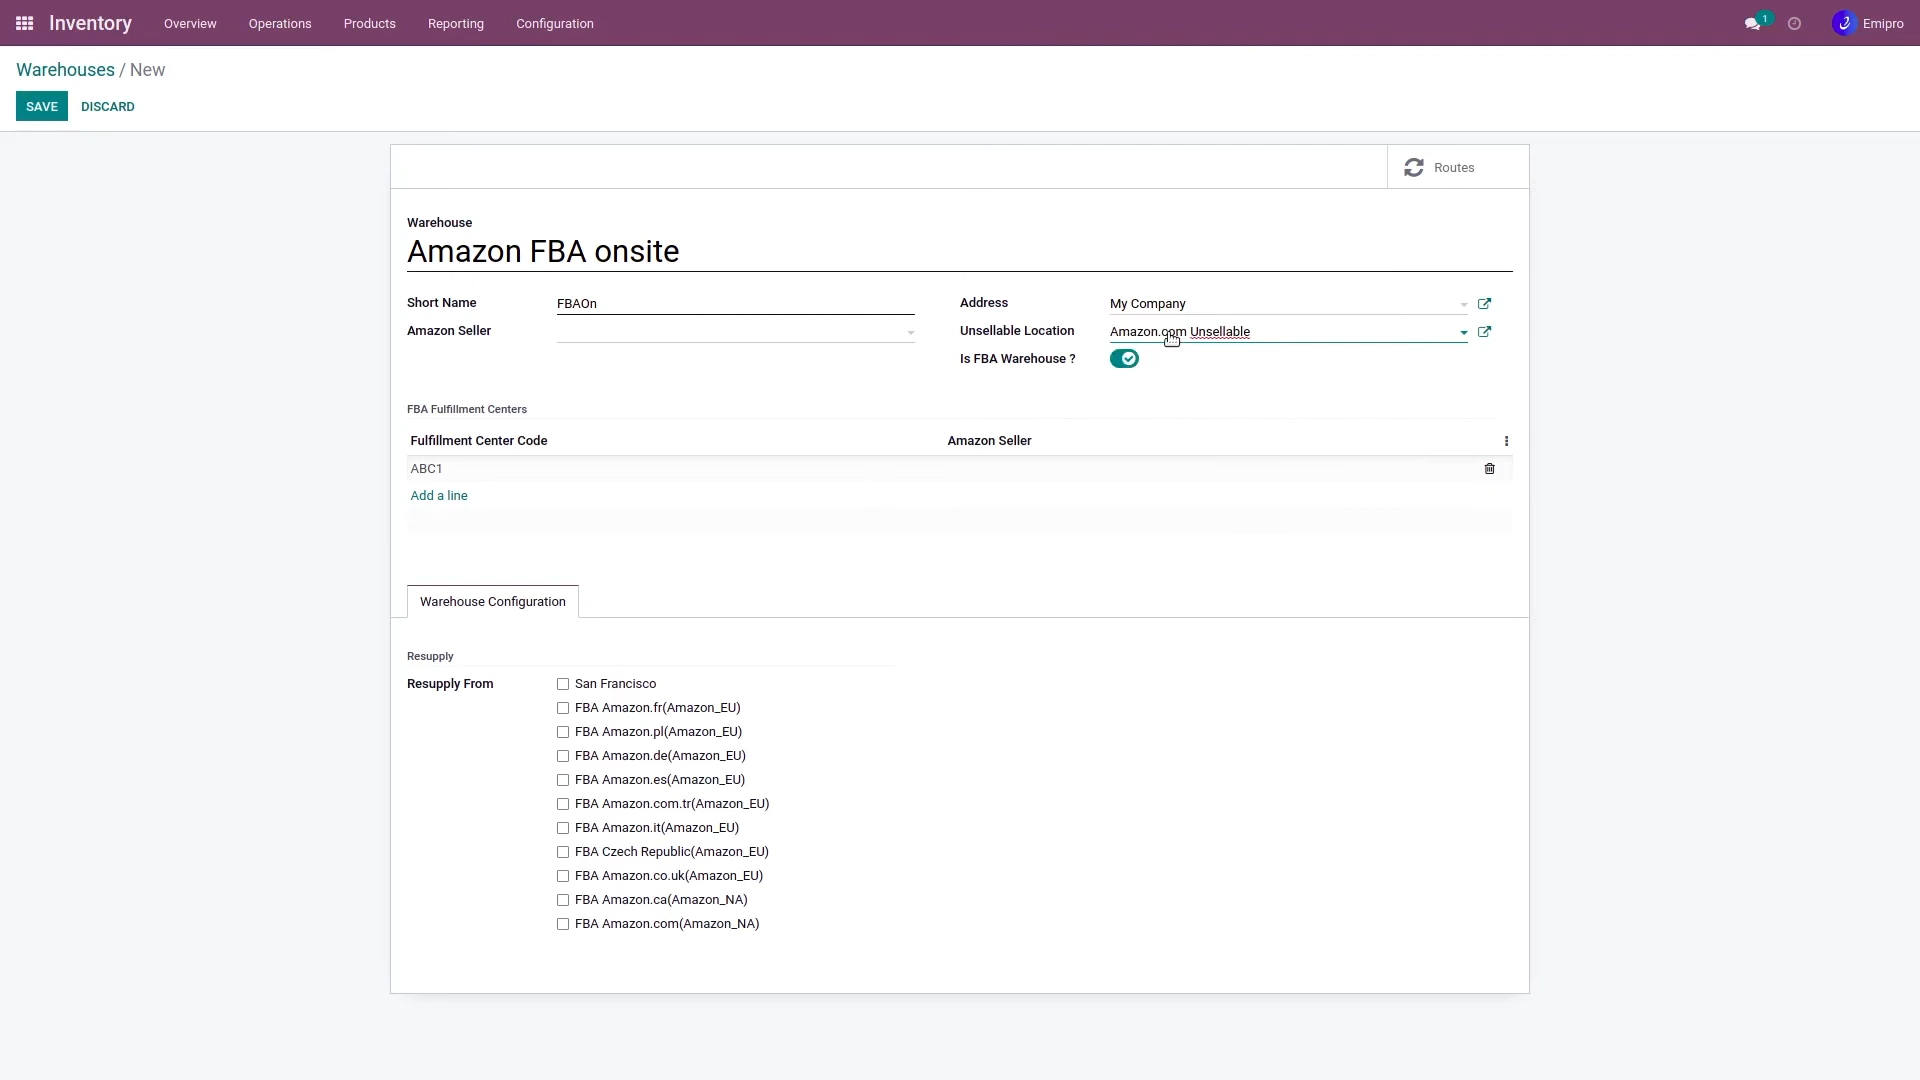 Inventory Overview Operations Products Reporting Configuration 1 Emipro
Warehouses / New
SAVE DISCARD
Routes
Warehouse
Amazon FBA onsite
Short Name FBAOn Address My Company
Amazon Seller Unsellable Location Amazon.com Unsellable
Is FBA Warehouse ?
FBA Fulfillment Centers
Fulfillment Center Code Amazon Seller
ABC1
Add a line
Warehouse Configuration
Resupply
Resupply From San Francisco
FBA Amazon.fr(Amazon_EU)
FBA Amazon.pl(Amazon_EU)
FBA Amazon.de(Amazon_EU)
FBA Amazon.es(Amazon_EU)
FBA Amazon.com.tr(Amazon_EU)
FBA Amazon.it(Amazon_EU)
FBA Czech Republic(Amazon_EU)
FBA Amazon.co.uk(Amazon_EU)
FBA Amazon.ca(Amazon_NA)
FBA Amazon.com(Amazon_NA)